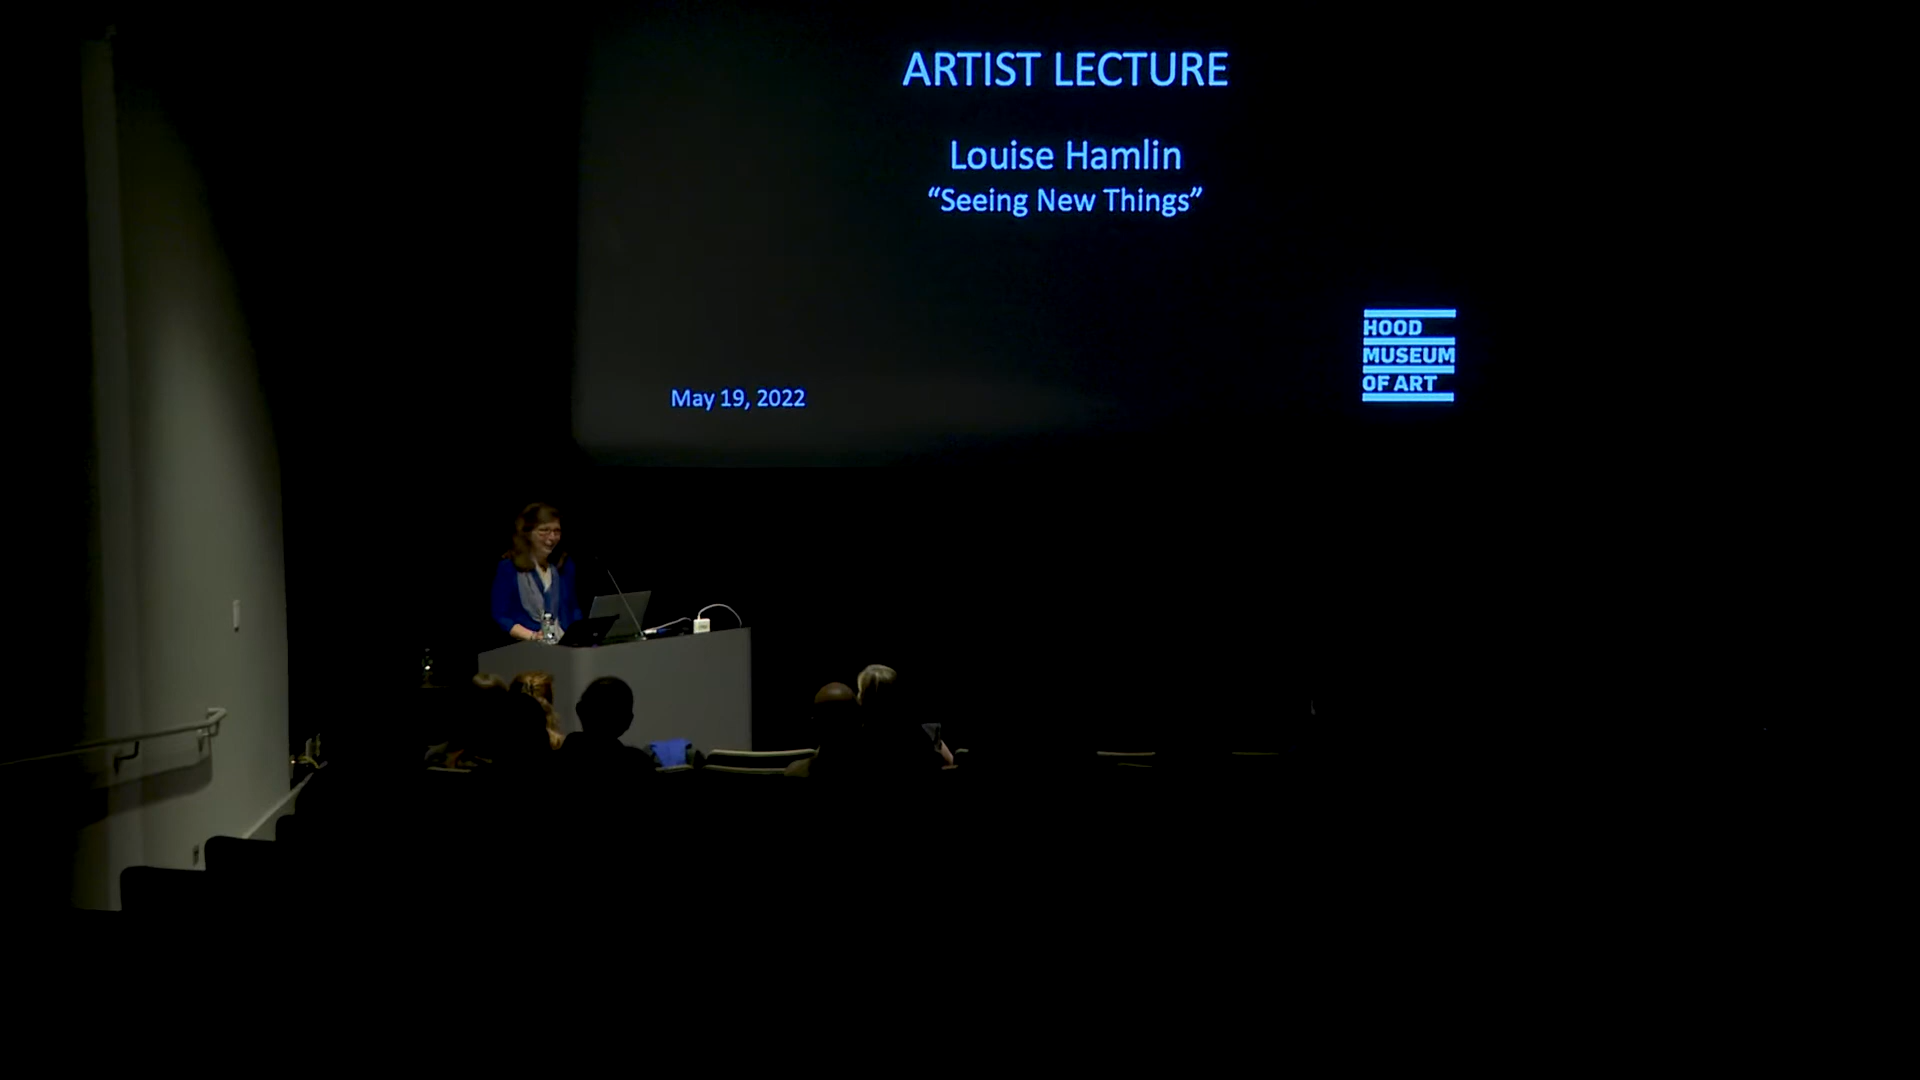 ARTIST LECTURE
Louise Hamlin
“Seeing New Things”
May 19, 2022
HOOD
MUSEUM
OF ART